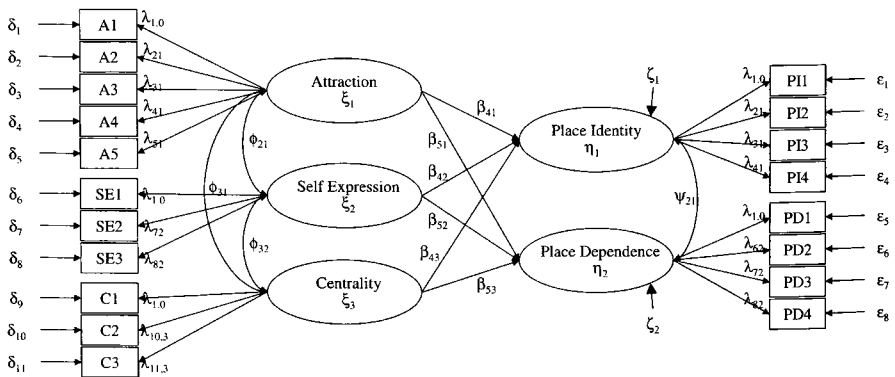 δ₁ A1 λ₁.₀
δ₂ A2 λ₂₁
δ₃ A3 λ₃₁
δ₄ A4 λ₄₁
δ₅ A5 λ₅₁
δ₆ SE1 λ₁.₀
δ₇ SE2 λ₇₂
δ₈ SE3 λ₈₂
δ₉ C1 λ₁.₀
δ₁₀ C2 λ₁₀,₃
δ₁₁ C3 λ₁₁,₃
ϕ₂₁
ϕ₃₁
ϕ₃₂
Attraction
ξ₁
Self Expression
ξ₂
Centrality
ξ₃
β₄₁
β₅₁
β₄₂
β₅₂
β₄₃
β₅₃
ζ₁
Place Identity
η₁
ψ₂₁
Place Dependence
η₂
ζ₂
λ₁.₀ PI1 ε₁
λ₂₁ PI2 ε₂
λ₃₁ PI3 ε₃
λ₄₁ PI4 ε₄
λ₁.₀ PD1 ε₅
λ₆₂ PD2 ε₆
λ₇₂ PD3 ε₇
λ₈₂ PD4 ε₈